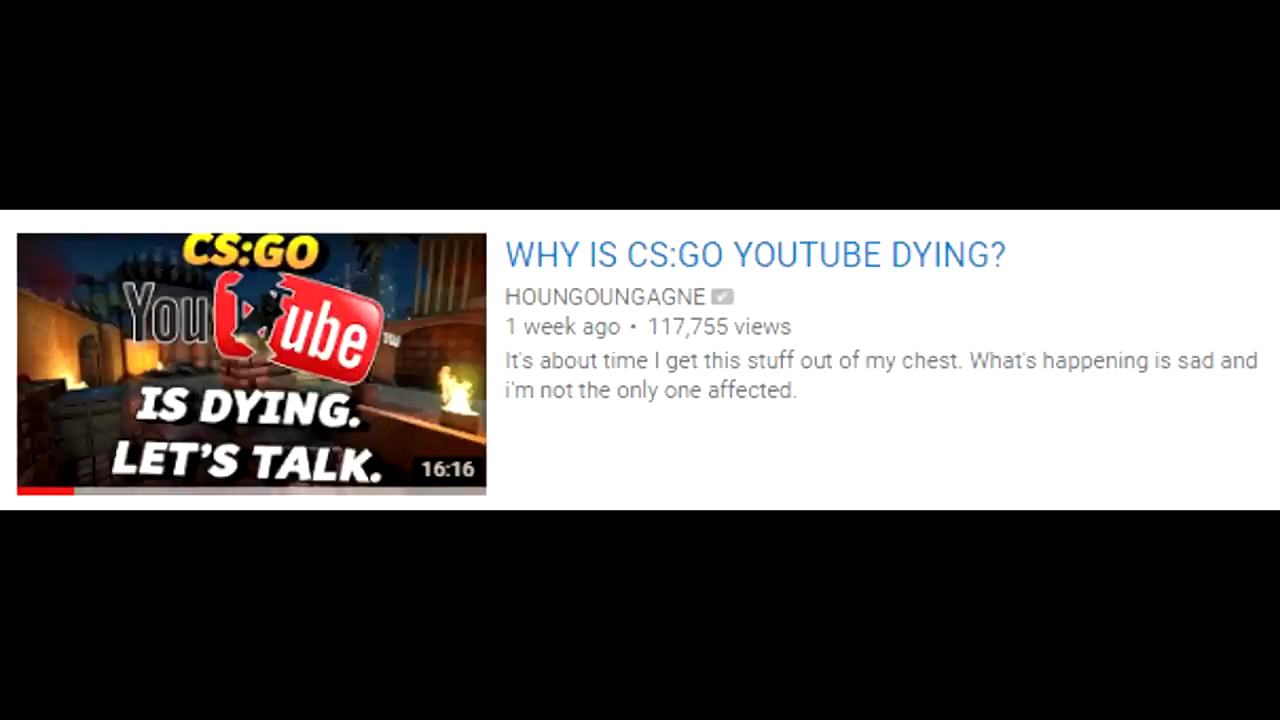 CS:GO
YouTube
IS DYING.
LET'S TALK.
16:16
WHY IS CS:GO YOUTUBE DYING?
HOUNGOUNGAGNE
1 week ago • 117,755 views
It's about time I get this stuff out of my chest. What's happening is sad and
i'm not the only one affected.